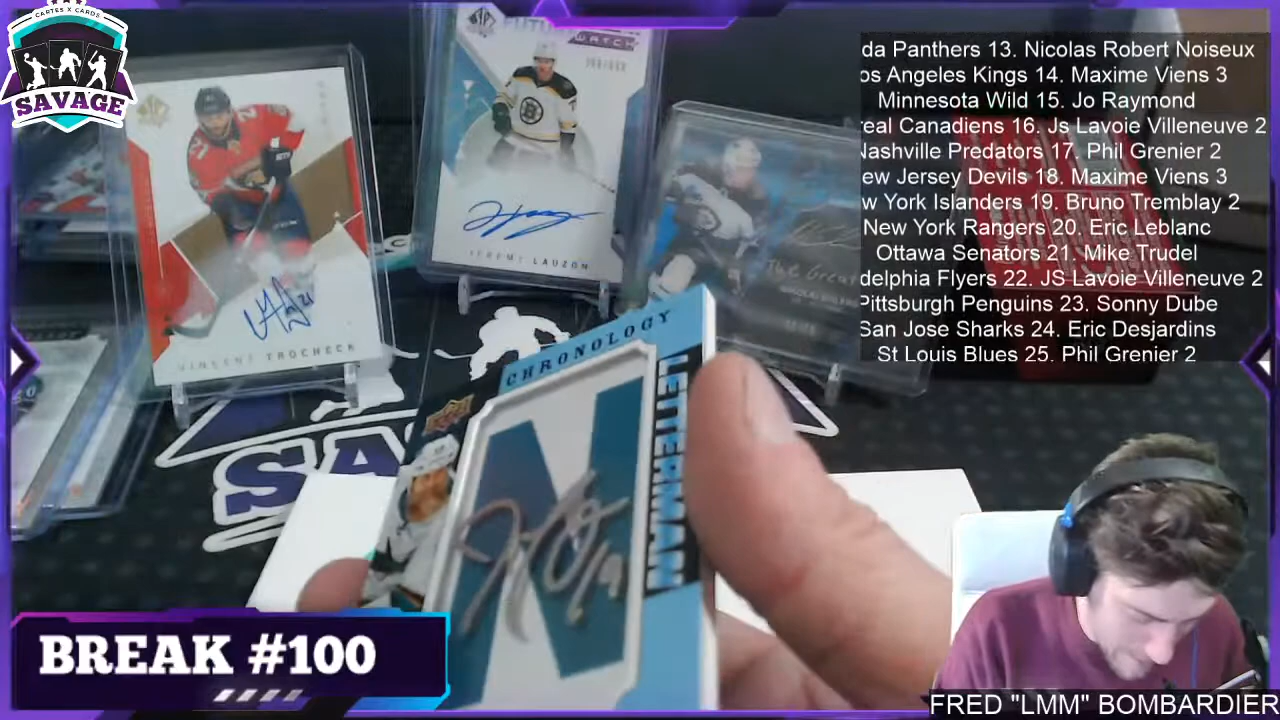 CARTES X CARDS
SAVAGE
FUTURE
WATCH
JEREMY LAUZON
VINCENT TROCHECK
CHRONOLOGY
LETTERMAN
N
UPPER DECK
The Great
SA
da Panthers 13. Nicolas Robert Noiseux
os Angeles Kings 14. Maxime Viens 3
Minnesota Wild 15. Jo Raymond
real Canadiens 16. Js Lavoie Villeneuve 2
Nashville Predators 17. Phil Grenier 2
ew Jersey Devils 18. Maxime Viens 3
w York Islanders 19. Bruno Tremblay 2
New York Rangers 20. Eric Leblanc
Ottawa Senators 21. Mike Trudel
delphia Flyers 22. JS Lavoie Villeneuve 2
Pittsburgh Penguins 23. Sonny Dube
San Jose Sharks 24. Eric Desjardins
St Louis Blues 25. Phil Grenier 2
BREAK #100
FRED "LMM" BOMBARDIER